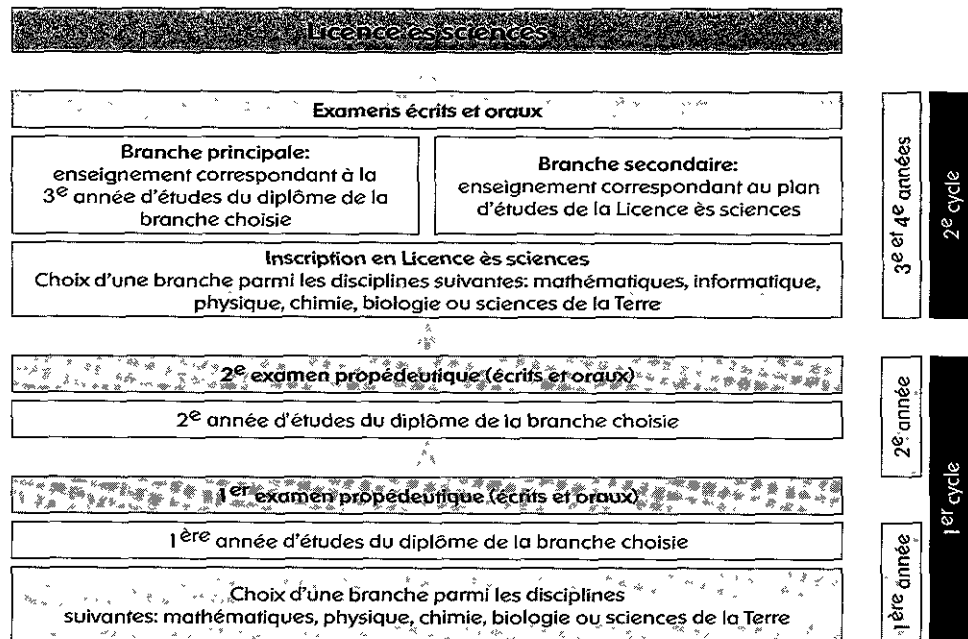 Licence ès sciences
Examens écrits et oraux
Branche principale:
enseignement correspondant à la
3e année d'études du diplôme de la
branche choisie
Branche secondaire:
enseignement correspondant au plan
d'études de la Licence ès sciences
Inscription en Licence ès sciences
Choix d'une branche parmi les disciplines suivantes: mathématiques, informatique,
physique, chimie, biologie ou sciences de la Terre
3e et 4e années
2e cycle
2e examen propédeutique (écrits et oraux)
2e année d'études du diplôme de la branche choisie
2e année
1er examen propédeutique (écrits et oraux)
1ère année d'études du diplôme de la branche choisie
Choix d'une branche parmi les disciplines
suivantes: mathématiques, physique, chimie, biologie ou sciences de la Terre
1ère année
1er cycle